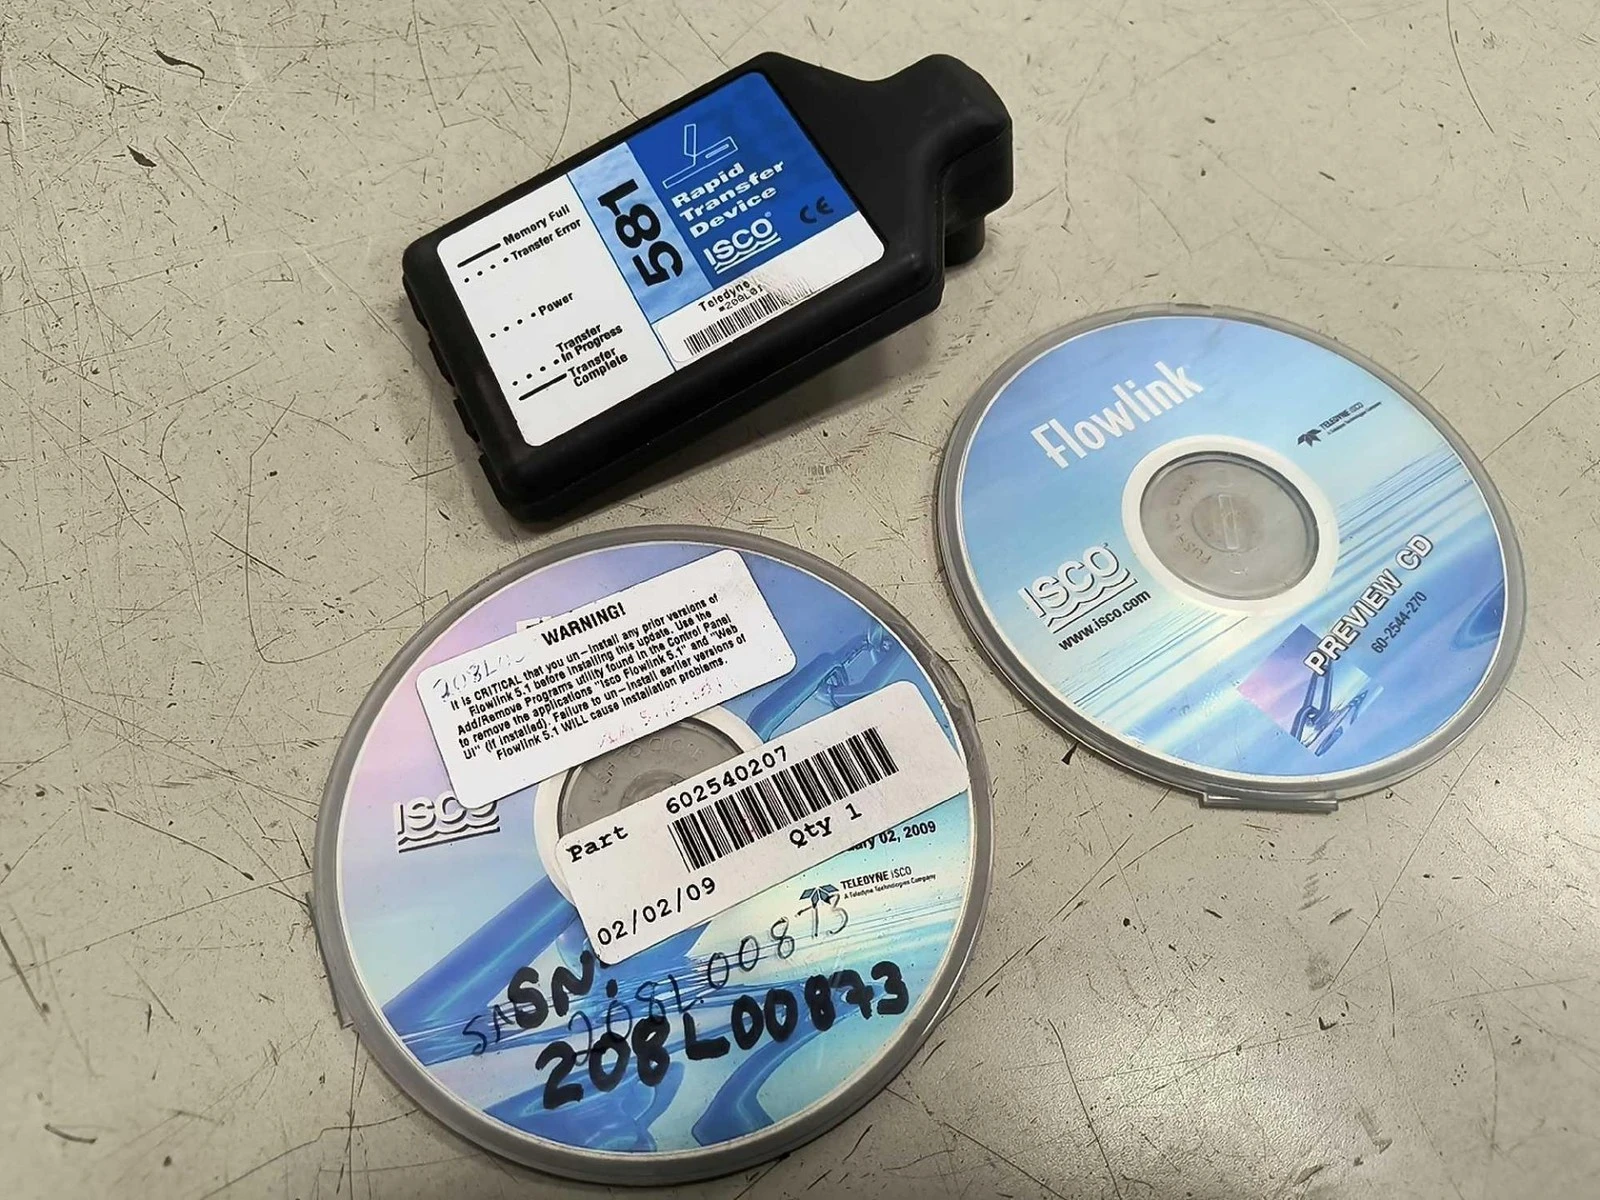 Memory Full
Transfer Error
Power
Transfer
In Progress
Transfer
Complete
581
Rapid
Transfer
Device
ISCO
CE
Teledyne
Flowlink
TELEDYNE ISCO
A Teledyne Technologies Company
ISCO
www.isco.com
PREVIEW CD
60-2544-270
WARNING!
It is CRITICAL that you un-install any prior versions of
Flowlink 5.1 before installing this update. Use the
Add/Remove Programs utility found in the Control Panel
to remove the applications "Isco Flowlink 5.1" and "Web
UI" (if installed). Failure to un-install earlier versions of
Flowlink 5.1 WILL cause installation problems.
ISCO
Part 602540207
Qty 1
02/02/09
02, 2009
TELEDYNE ISCO
A Teledyne Technologies Company
208L00873
SN:
208L00873